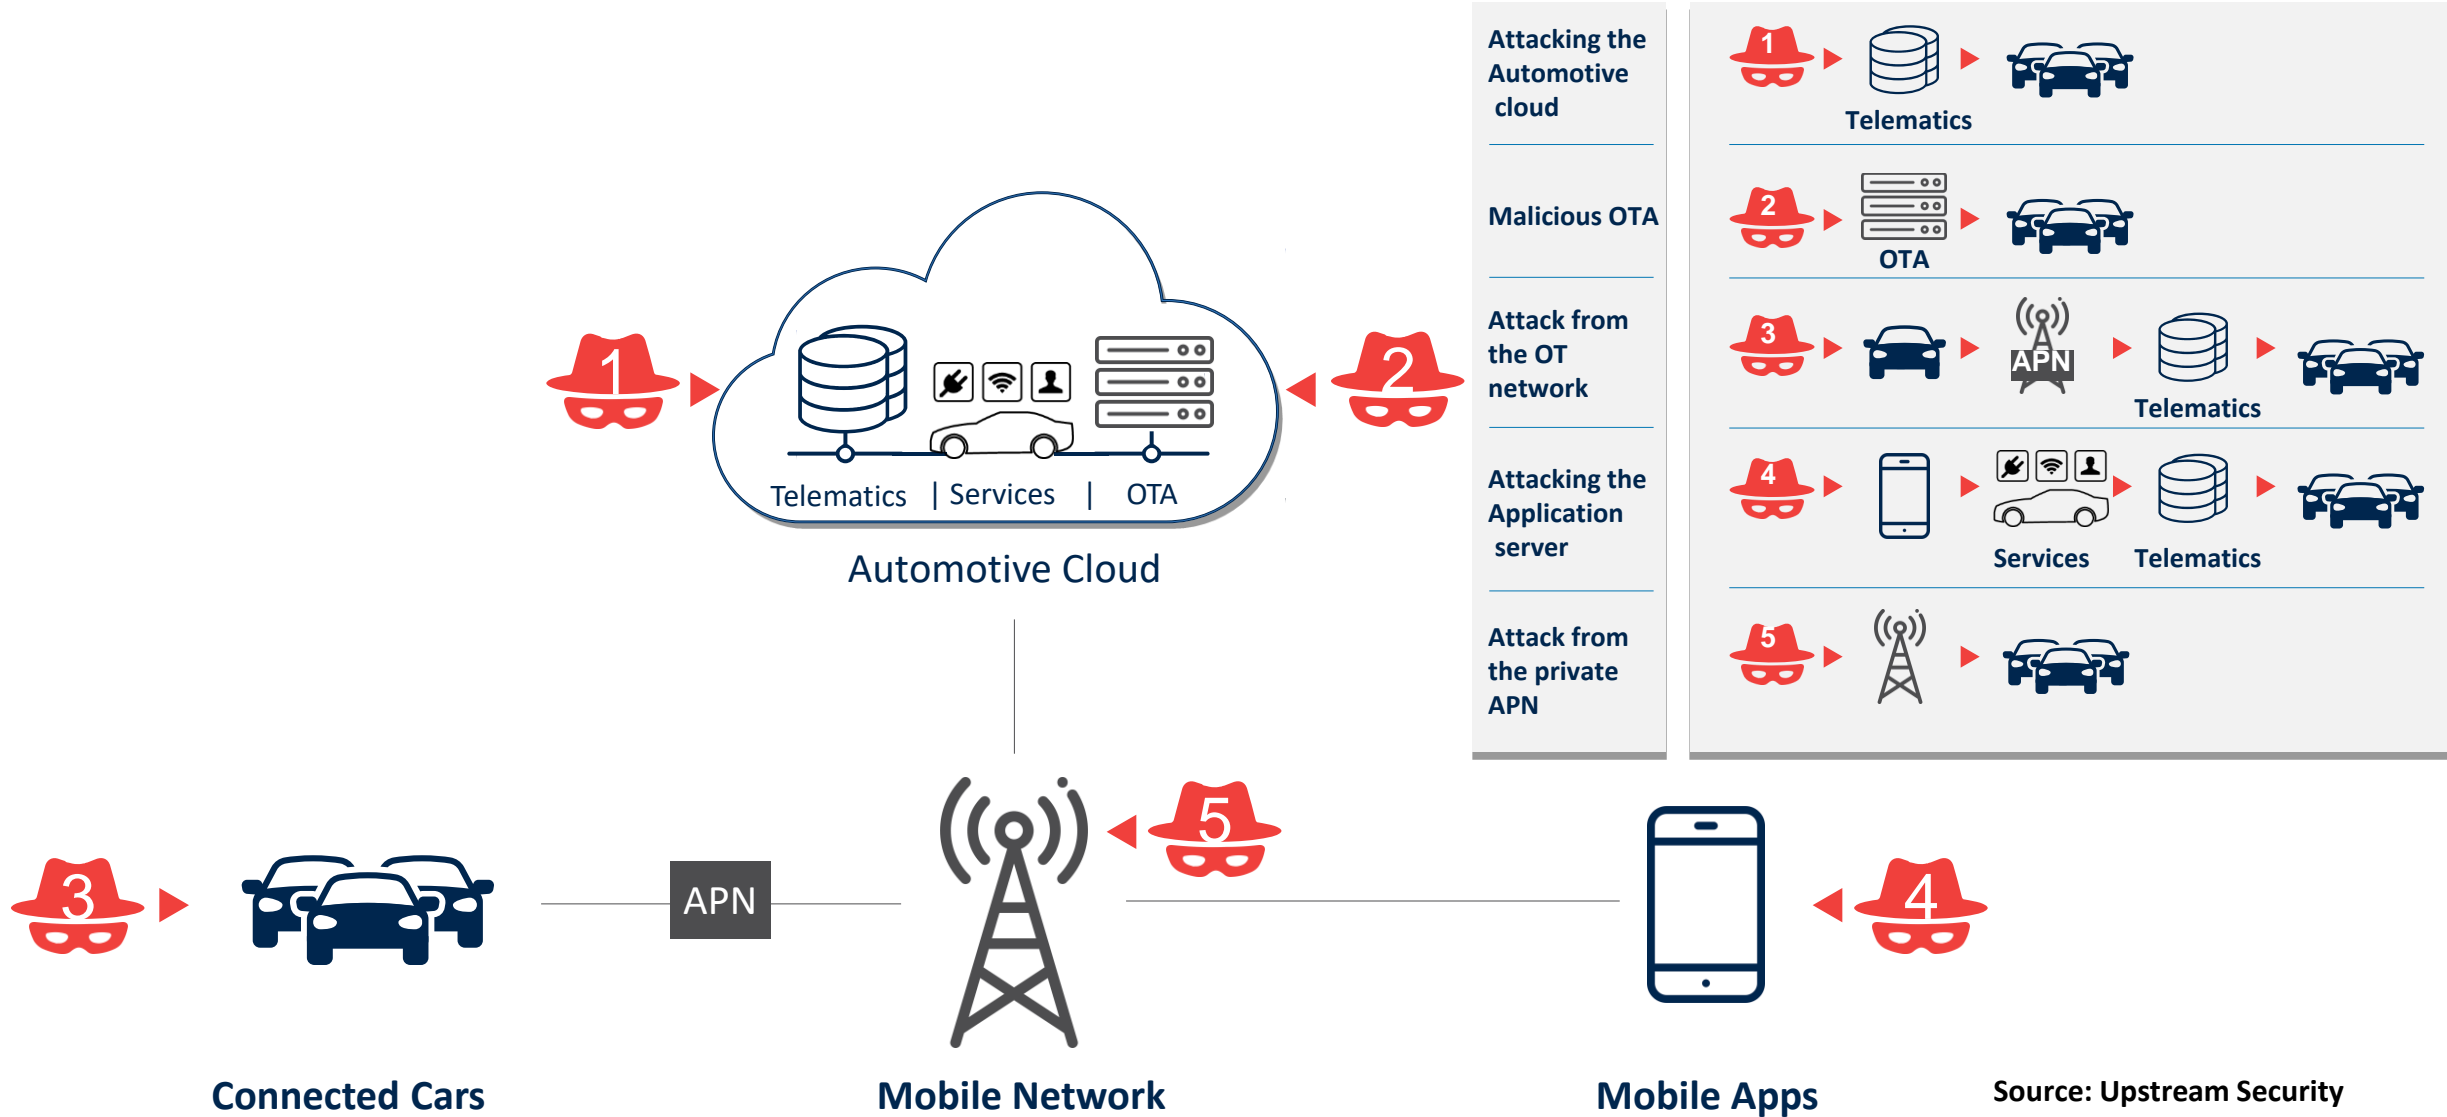 Attacking the
Automotive
cloud
1
Telematics
Malicious OTA
2
OTA
Attack from
the OT
network
3
APN
Telematics
Attacking the
Application
server
4
Services
Telematics
Attack from
the private
APN
5
1
2
Telematics | Services | OTA
Automotive Cloud
3
APN
5
4
Connected Cars
Mobile Network
Mobile Apps
Source: Upstream Security